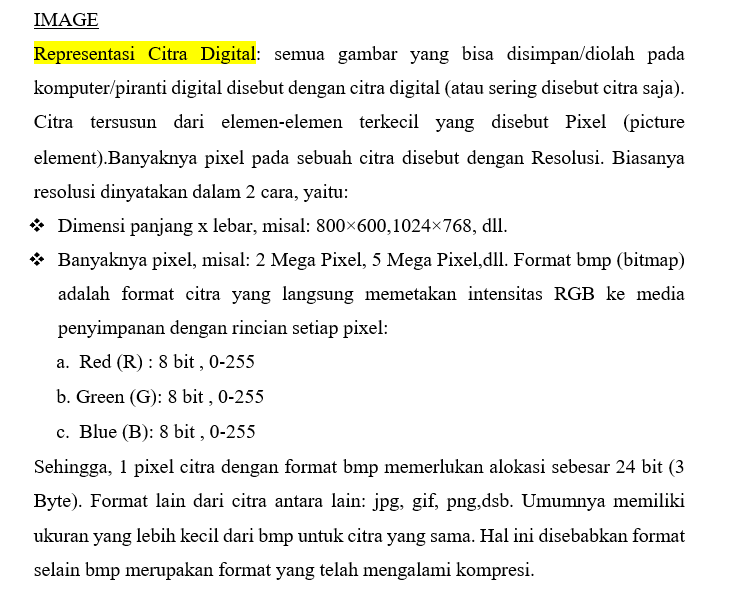 IMAGE
Representasi Citra Digital: semua gambar yang bisa disimpan/diolah pada
komputer/piranti digital disebut dengan citra digital (atau sering disebut citra saja).
Citra tersusun dari elemen-elemen terkecil yang disebut Pixel (picture
element).Banyaknya pixel pada sebuah citra disebut dengan Resolusi. Biasanya
resolusi dinyatakan dalam 2 cara, yaitu:
❖ Dimensi panjang x lebar, misal: 800×600,1024×768, dll.
❖ Banyaknya pixel, misal: 2 Mega Pixel, 5 Mega Pixel,dll. Format bmp (bitmap)
adalah format citra yang langsung memetakan intensitas RGB ke media
penyimpanan dengan rincian setiap pixel:
a. Red (R) : 8 bit , 0-255
b. Green (G): 8 bit , 0-255
c. Blue (B): 8 bit , 0-255
Sehingga, 1 pixel citra dengan format bmp memerlukan alokasi sebesar 24 bit (3
Byte). Format lain dari citra antara lain: jpg, gif, png,dsb. Umumnya memiliki
ukuran yang lebih kecil dari bmp untuk citra yang sama. Hal ini disebabkan format
selain bmp merupakan format yang telah mengalami kompresi.